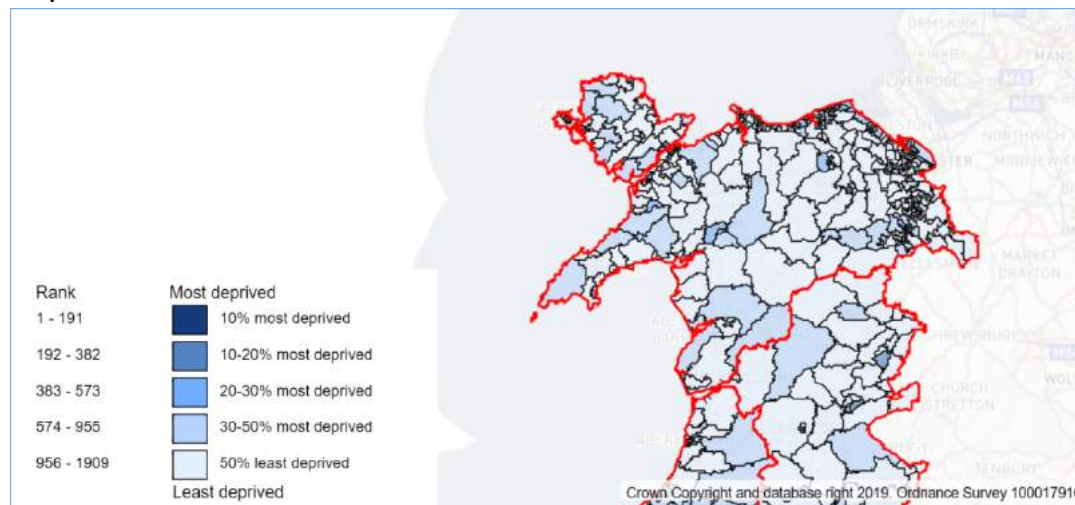 ORMSKIRK
KIRKBY
Rank Most deprived
1 - 191 10% most deprived
192 - 382 10-20% most deprived
383 - 573 20-30% most deprived
574 - 955 30-50% most deprived
956 - 1909 50% least deprived
Least deprived
NORTHWICH
MIDDLEWICH
MARKET
DRAYTON
SHREWSBURY
CHURCH
STRETTON
TENBURY
Crown Copyright and database right 2019. Ordnance Survey 100017916